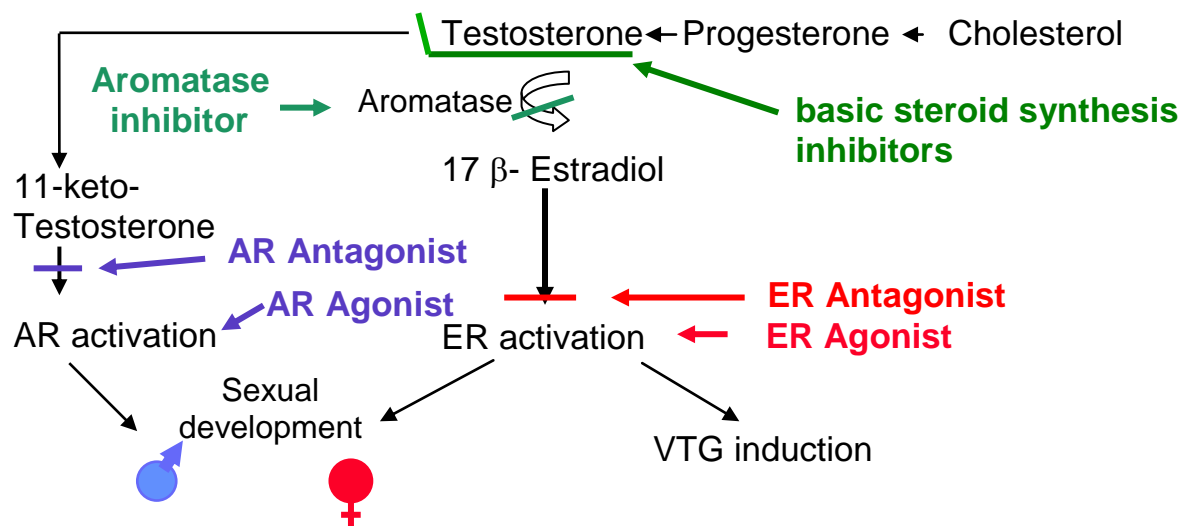 Testosterone Progesterone Cholesterol
Aromatase
inhibitor
Aromatase
basic steroid synthesis
inhibitors
17 β- Estradiol
11-keto-
Testosterone
AR Antagonist
AR Agonist
ER Antagonist
ER Agonist
AR activation
ER activation
Sexual
development
VTG induction